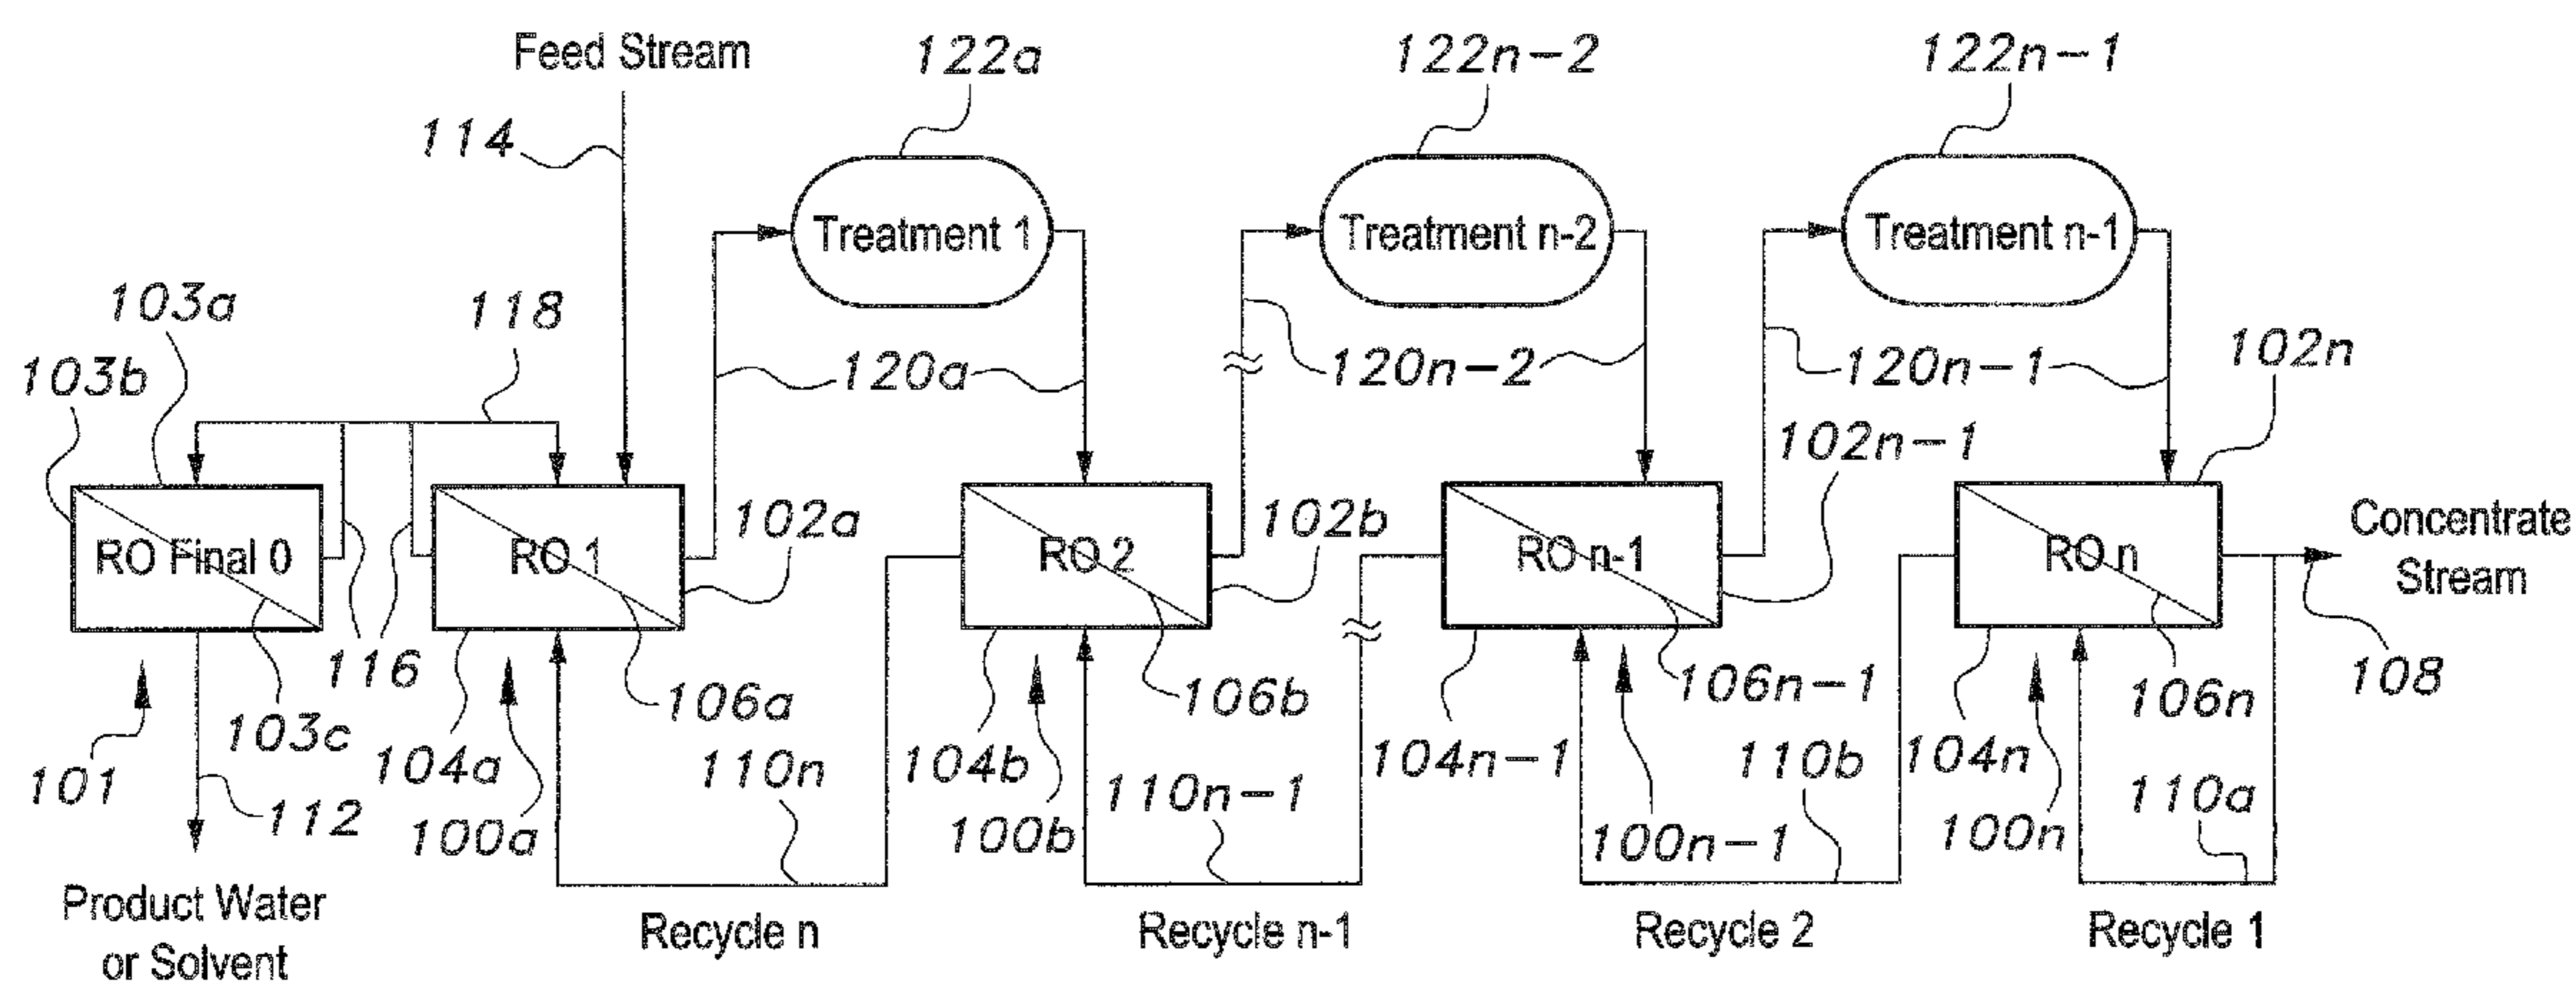 Feed Stream
122a
122n-2
122n-1
114
Treatment 1
Treatment n-2
Treatment n-1
103a
118
103b
120a
120n-2
120n-1
102n
102n-1
102a
102b
Concentrate
Stream
RO Final 0
RO 1
RO 2
RO n-1
RO n
116
103c
106a
106b
106n-1
106n
108
101
104a
110n
104b
110n-1
104n-1
110b
104n
110a
112
100a
100b
100n-1
100n
Product Water
or Solvent
Recycle n
Recycle n-1
Recycle 2
Recycle 1